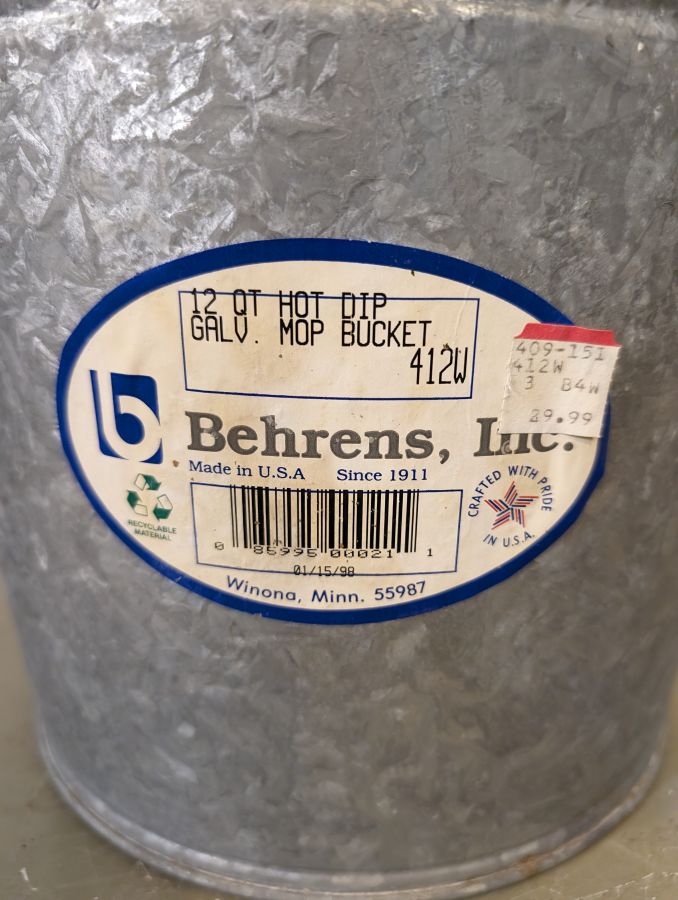 12 QT HOT DIP
GALV. MOP BUCKET
412W
409-151
412W
3 B4W
29.99
b
Behrens, Inc.
Made in U.S.A Since 1911
RECYCLABLE
MATERIAL
0 85995 00021 1
01/15/98
CRAFTED WITH PRIDE
IN U.S.A.
Winona, Minn. 55987